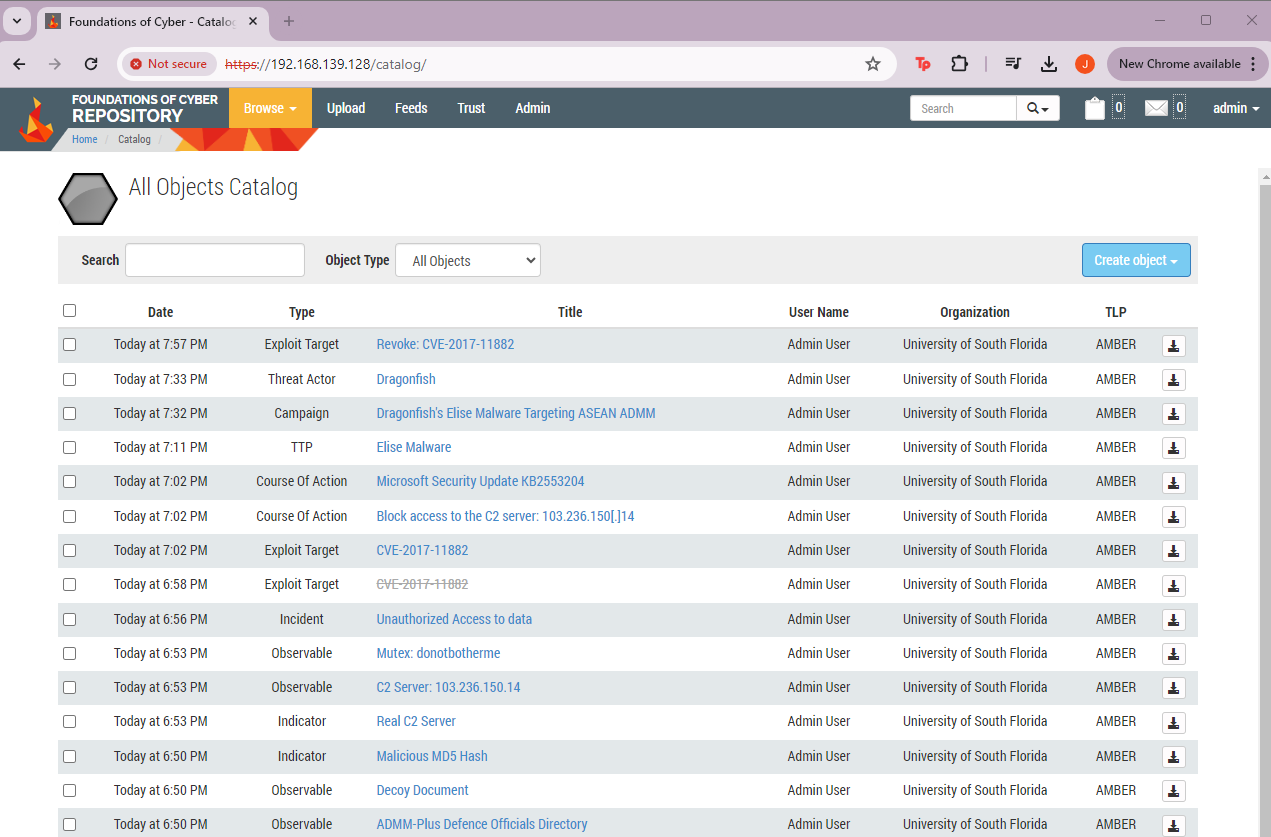 Foundations of Cyber - Catalo
Not secure https://192.168.139.128/catalog/ Tp J New Chrome available
FOUNDATIONS OF CYBER
REPOSITORY
Browse Upload Feeds Trust Admin Search 0 0 admin
Home / Catalog /
All Objects Catalog
Search Object Type All Objects Create object
Date Type Title User Name Organization TLP
Today at 7:57 PM Exploit Target Revoke: CVE-2017-11882 Admin User University of South Florida AMBER
Today at 7:33 PM Threat Actor Dragonfish Admin User University of South Florida AMBER
Today at 7:32 PM Campaign Dragonfish's Elise Malware Targeting ASEAN ADMM Admin User University of South Florida AMBER
Today at 7:11 PM TTP Elise Malware Admin User University of South Florida AMBER
Today at 7:02 PM Course Of Action Microsoft Security Update KB2553204 Admin User University of South Florida AMBER
Today at 7:02 PM Course Of Action Block access to the C2 server: 103.236.150[.]14 Admin User University of South Florida AMBER
Today at 7:02 PM Exploit Target CVE-2017-11882 Admin User University of South Florida AMBER
Today at 6:58 PM Exploit Target CVE-2017-11882 Admin User University of South Florida AMBER
Today at 6:56 PM Incident Unauthorized Access to data Admin User University of South Florida AMBER
Today at 6:53 PM Observable Mutex: donotbotherme Admin User University of South Florida AMBER
Today at 6:53 PM Observable C2 Server: 103.236.150.14 Admin User University of South Florida AMBER
Today at 6:53 PM Indicator Real C2 Server Admin User University of South Florida AMBER
Today at 6:50 PM Indicator Malicious MD5 Hash Admin User University of South Florida AMBER
Today at 6:50 PM Observable Decoy Document Admin User University of South Florida AMBER
Today at 6:50 PM Observable ADMM-Plus Defence Officials Directory Admin User University of South Florida AMBER